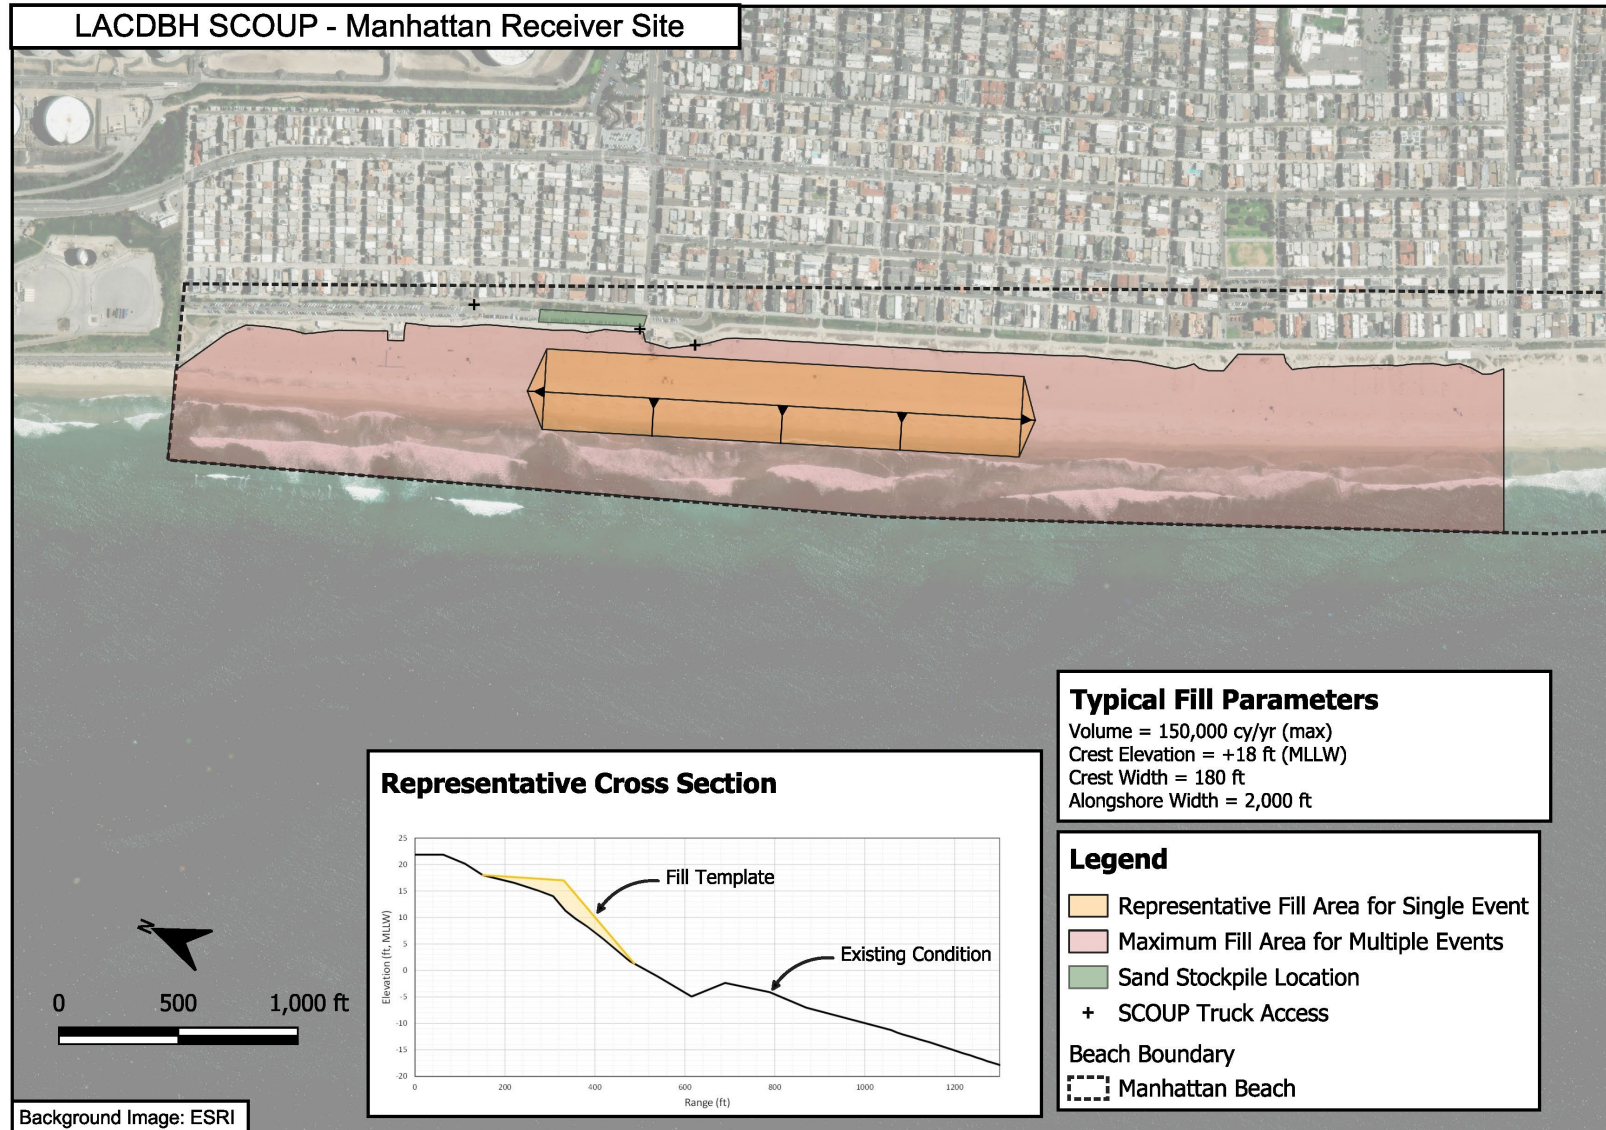 LACDBH SCOUP - Manhattan Receiver Site
Typical Fill Parameters
Volume = 150,000 cy/yr (max)
Crest Elevation = +18 ft (MLLW)
Crest Width = 180 ft
Alongshore Width = 2,000 ft
Representative Cross Section
25
20
15
10
5
0
-5
-10
-15
-20
Elevation (ft, MLLW)
Fill Template
Existing Condition
0 200 400 600 800 1000 1200
Range (ft)
Legend
Representative Fill Area for Single Event
Maximum Fill Area for Multiple Events
Sand Stockpile Location
+ SCOUP Truck Access
Beach Boundary
Manhattan Beach
N
0 500 1,000 ft
Background Image: ESRI